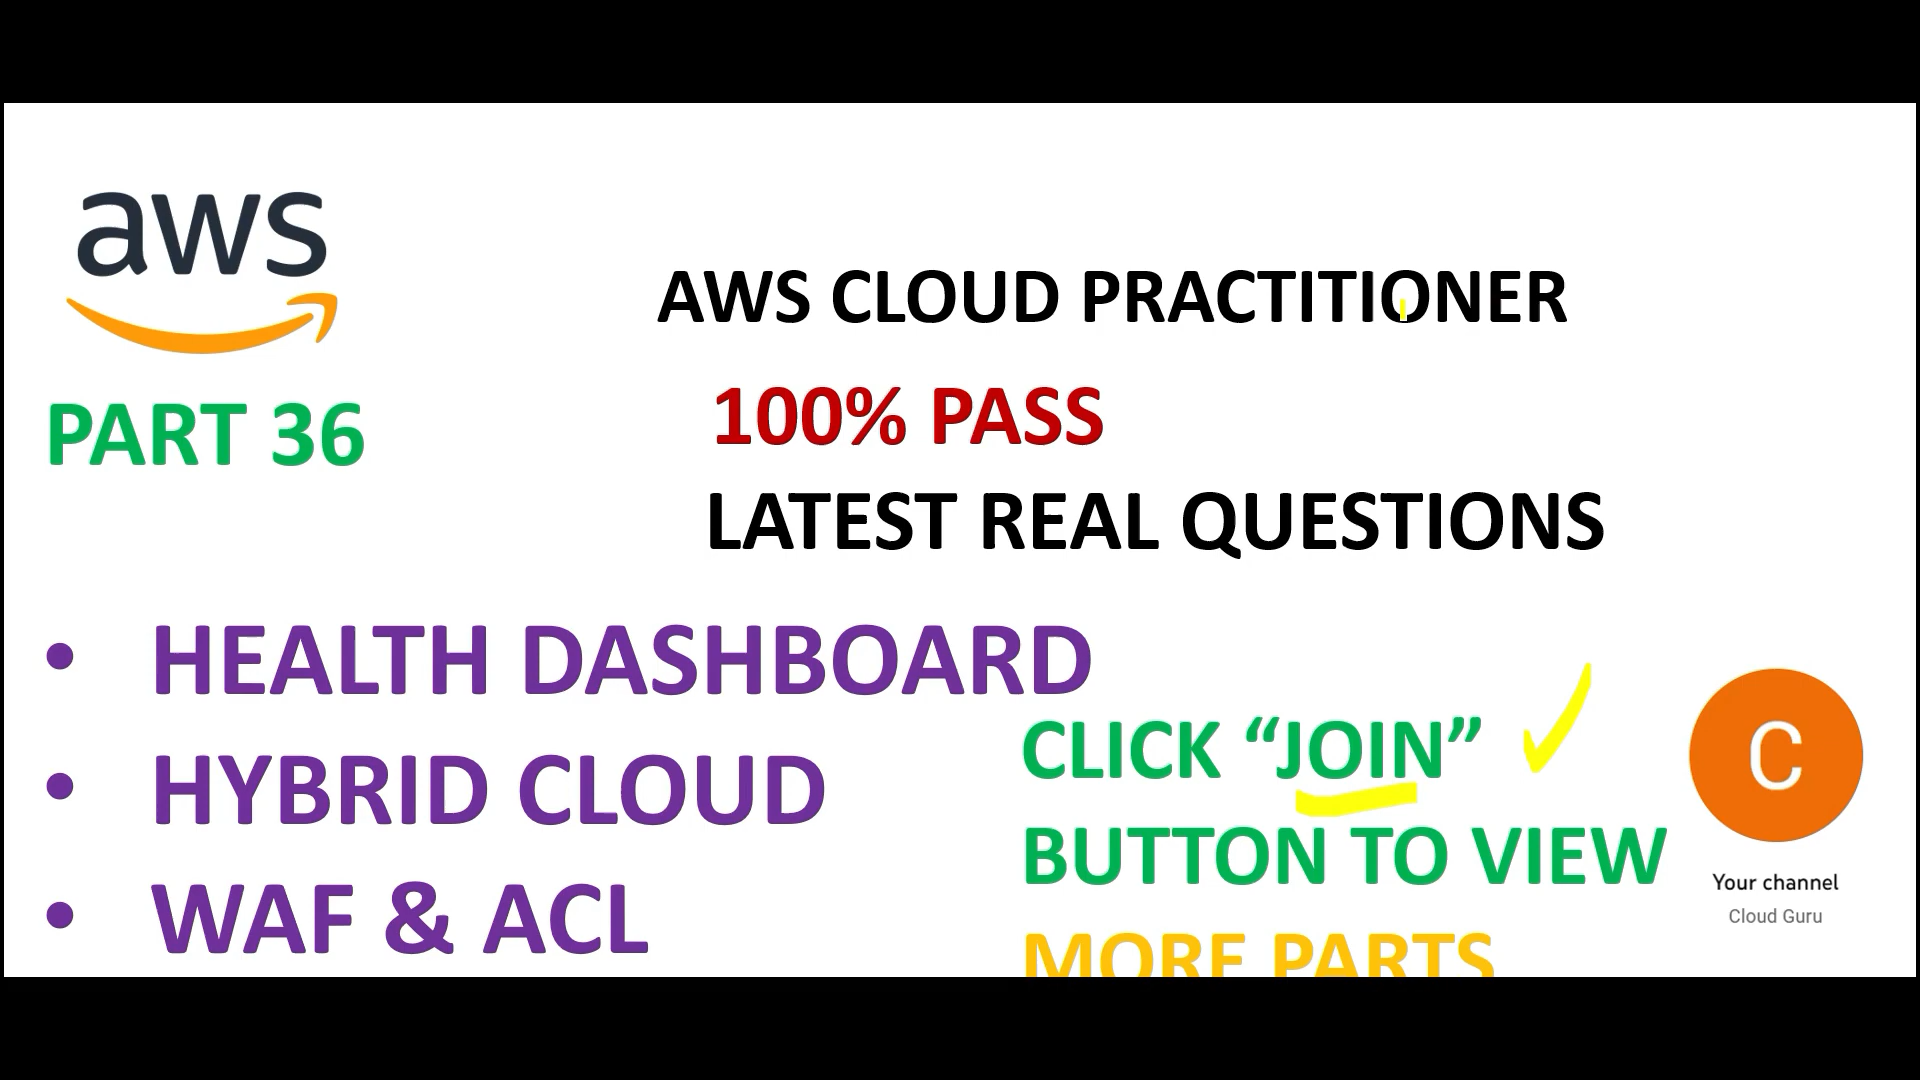 aws
AWS CLOUD PRACTITIONER
PART 36
100% PASS
LATEST REAL QUESTIONS
• HEALTH DASHBOARD
• HYBRID CLOUD
• WAF & ACL
CLICK “JOIN”
BUTTON TO VIEW
MORE PARTS
C
Your channel
Cloud Guru